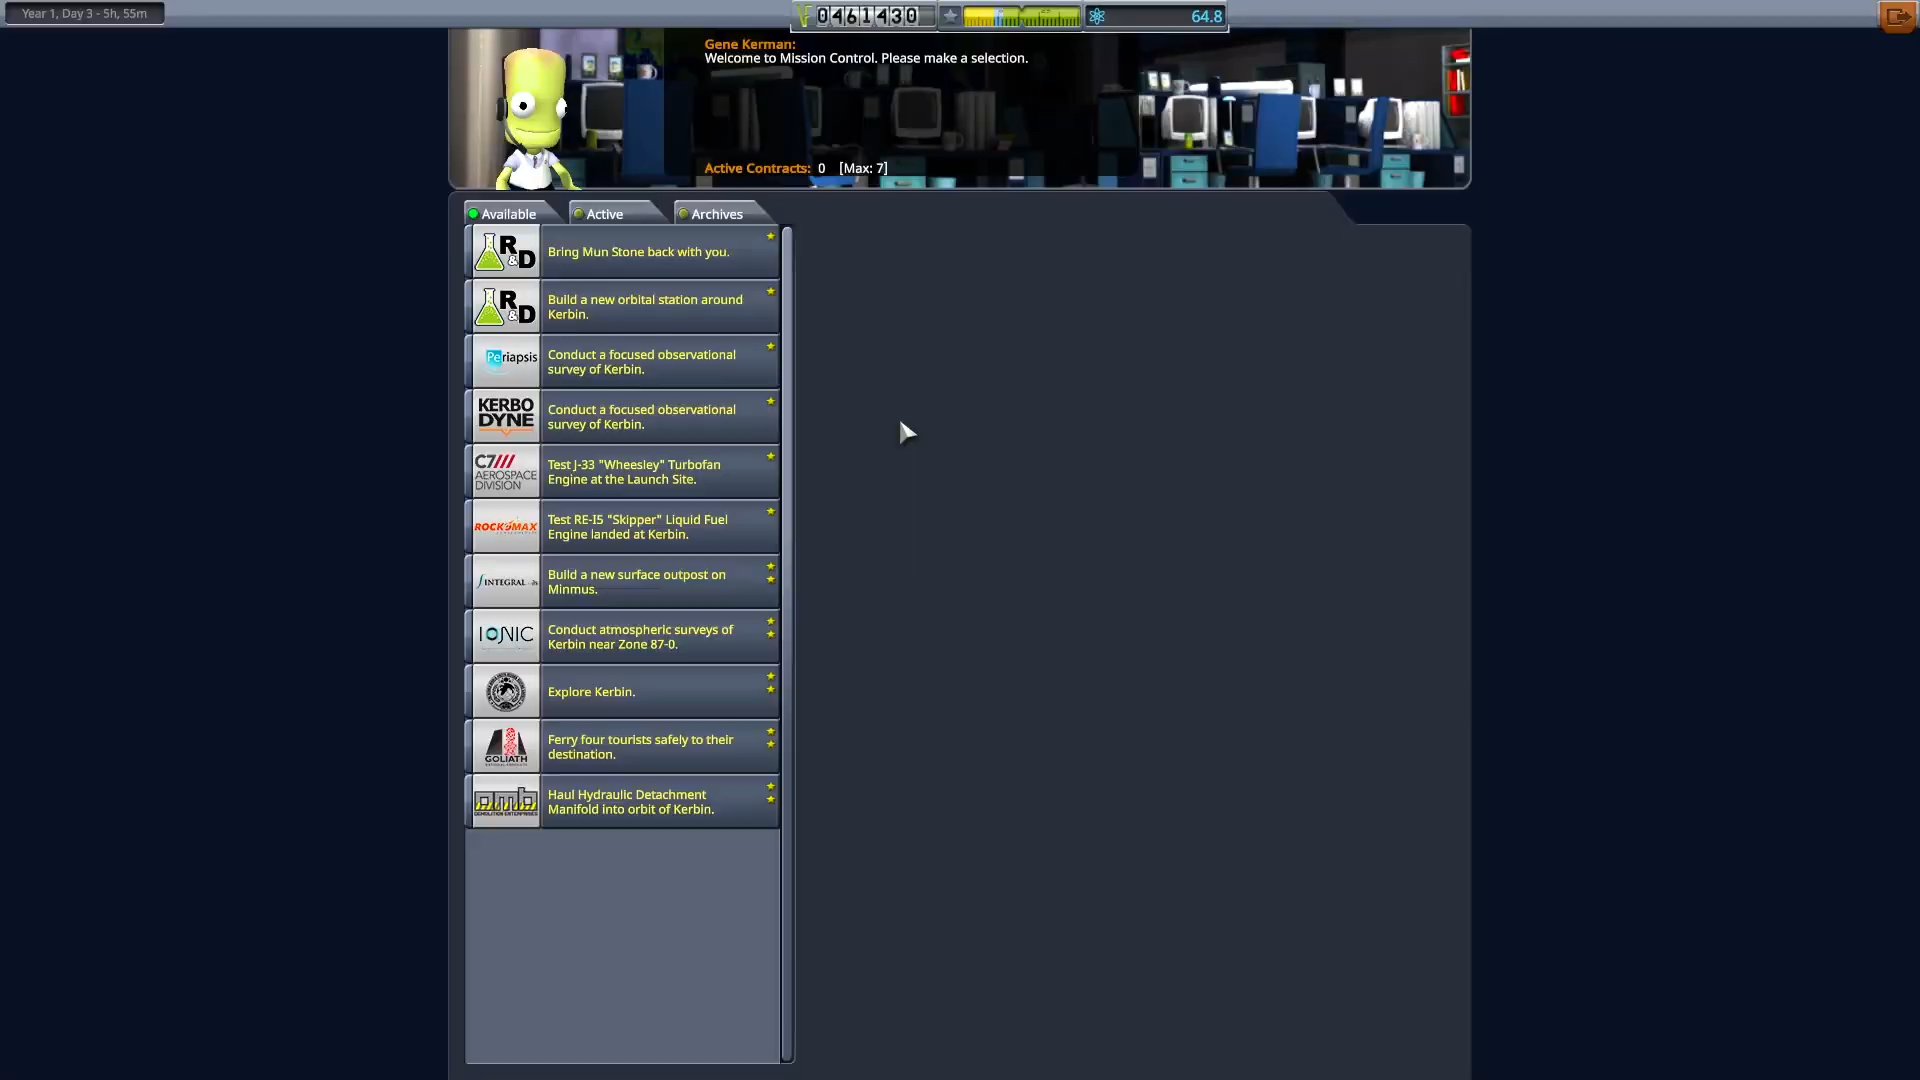 Year 1, Day 3 - 5h, 55m
0461430
64.8
Gene Kerman:
Welcome to Mission Control. Please make a selection.
Active Contracts: 0 [Max: 7]
Available
Active
Archives
R&D
Bring Mun Stone back with you.
R&D
Build a new orbital station around
Kerbin.
Periapsis
Conduct a focused observational
survey of Kerbin.
KERBO
DYNE
Conduct a focused observational
survey of Kerbin.
C7///
AEROSPACE
DIVISION
Test J-33 "Wheesley" Turbofan
Engine at the Launch Site.
ROCKOMAX
Test RE-I5 "Skipper" Liquid Fuel
Engine landed at Kerbin.
INTEGRAL
Build a new surface outpost on
Minmus.
IONIC
Conduct atmospheric surveys of
Kerbin near Zone 87-0.
Explore Kerbin.
GOLIATH
Ferry four tourists safely to their
destination.
DEMOLITION ENTERPRISES
Haul Hydraulic Detachment
Manifold into orbit of Kerbin.